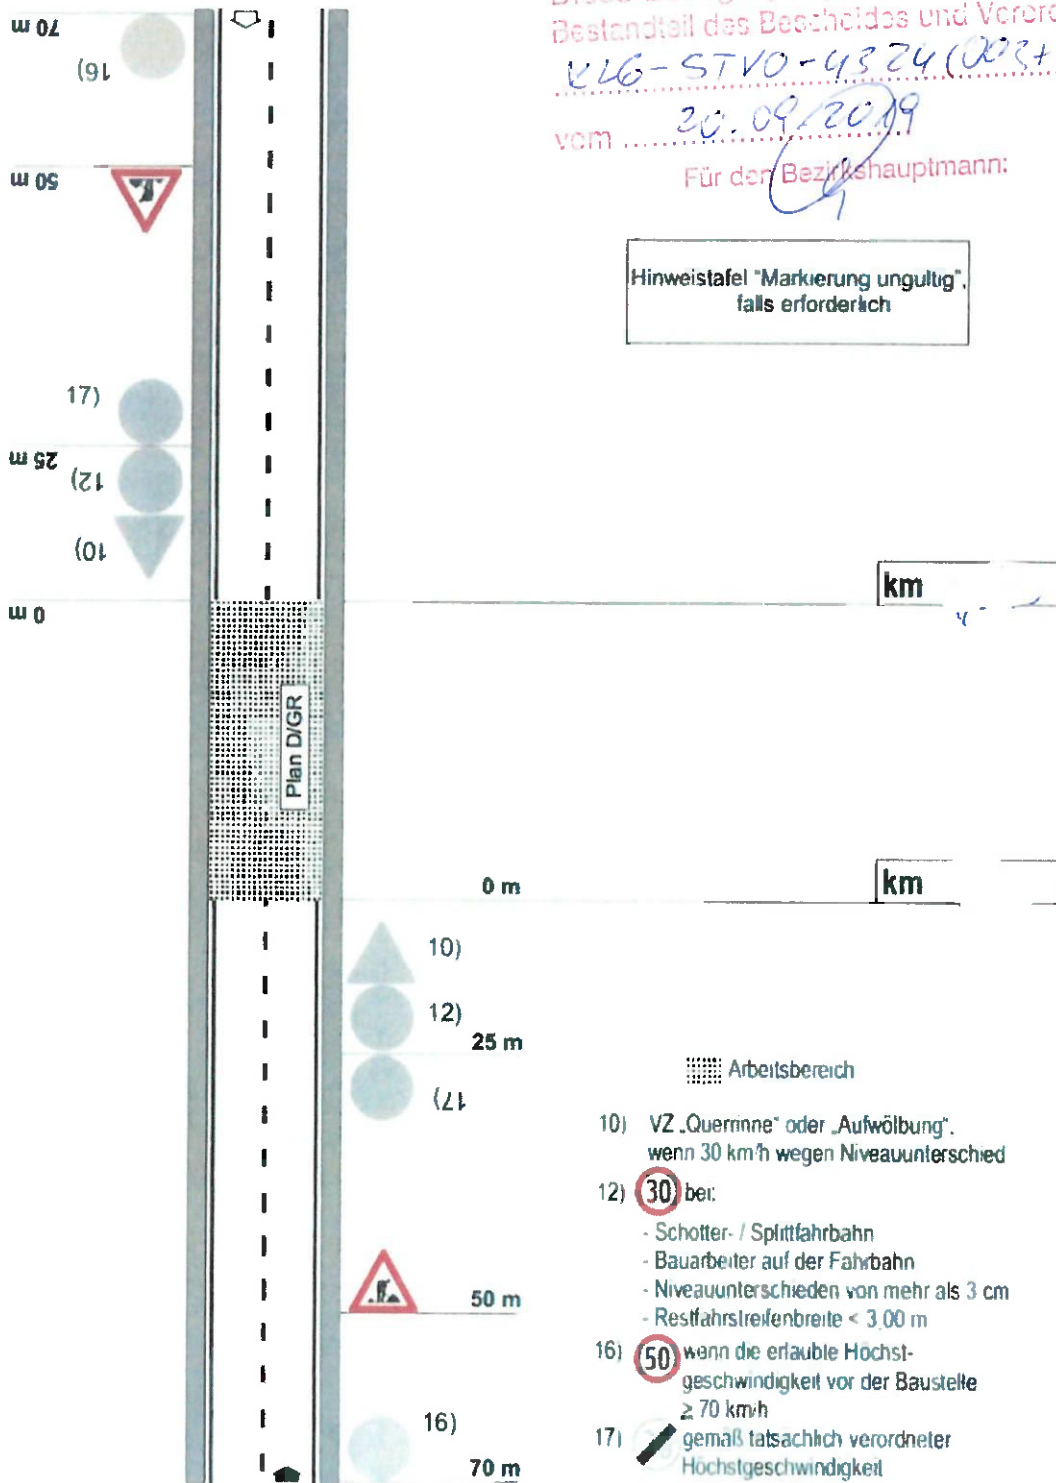 Bestandteil des Bescheides und
STVO-4324(003
vom 20.09.2019
Für den Bezirkshauptmann:
Hinweistafel "Markierung ungultig",
falls erforderlich
70 m
16)
50 m
17)
25 m
12)
10)
0 m
km
Plan D/GR
0 m
km
10)
12)
25 m
17)
50 m
16)
70 m
Arbeitsbereich
10) VZ „Querrinne" oder „Aufwölbung".
wenn 30 km/h wegen Niveauunterschied
12) 30 bei:
- Schotter- / Splittfahrbahn
- Bauarbeiter auf der Fahrbahn
- Niveauunterschieden von mehr als 3 cm
- Restfahrstreifenbreite < 3,00 m
16) 50 wenn die erlaubte Höchst-
geschwindigkeit vor der Baustelle
≥ 70 km/h
17) gemäß tatsächlich verordneter
Höchstgeschwindigkeit